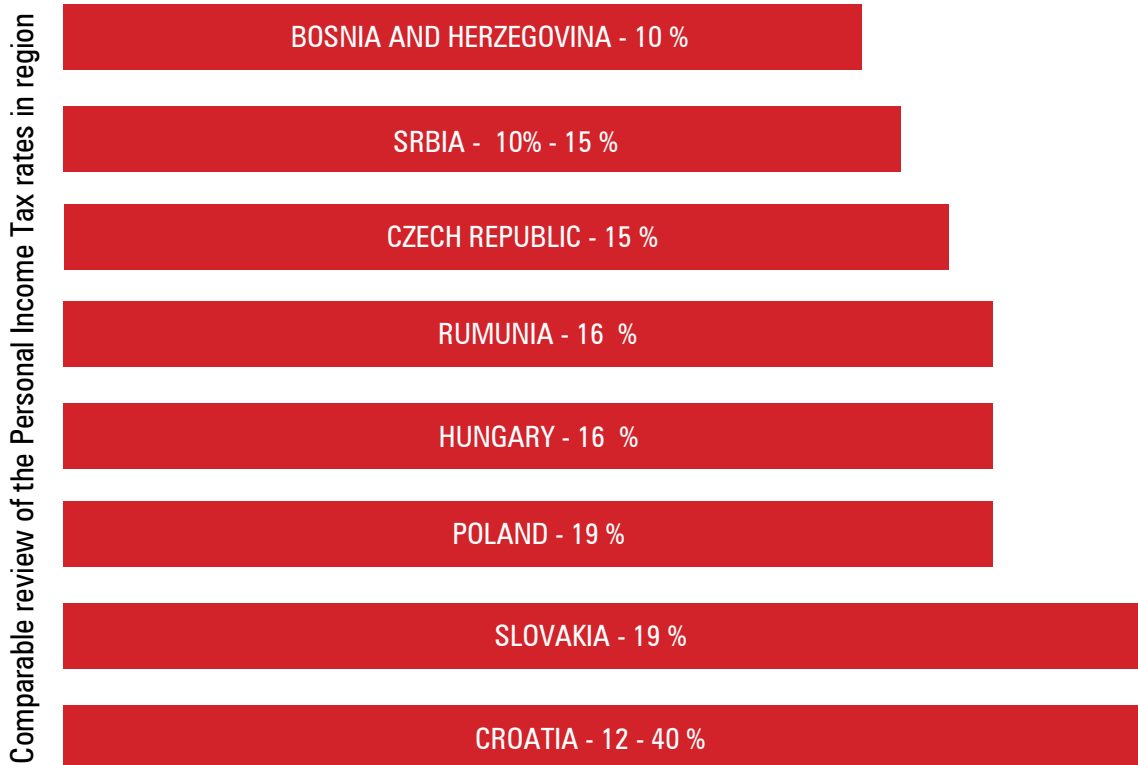 Comparable review of the Personal Income Tax rates in region
BOSNIA AND HERZEGOVINA - 10 %
SRBIA - 10% - 15 %
CZECH REPUBLIC - 15 %
RUMUNIA - 16 %
HUNGARY - 16 %
POLAND - 19 %
SLOVAKIA - 19 %
CROATIA - 12 - 40 %